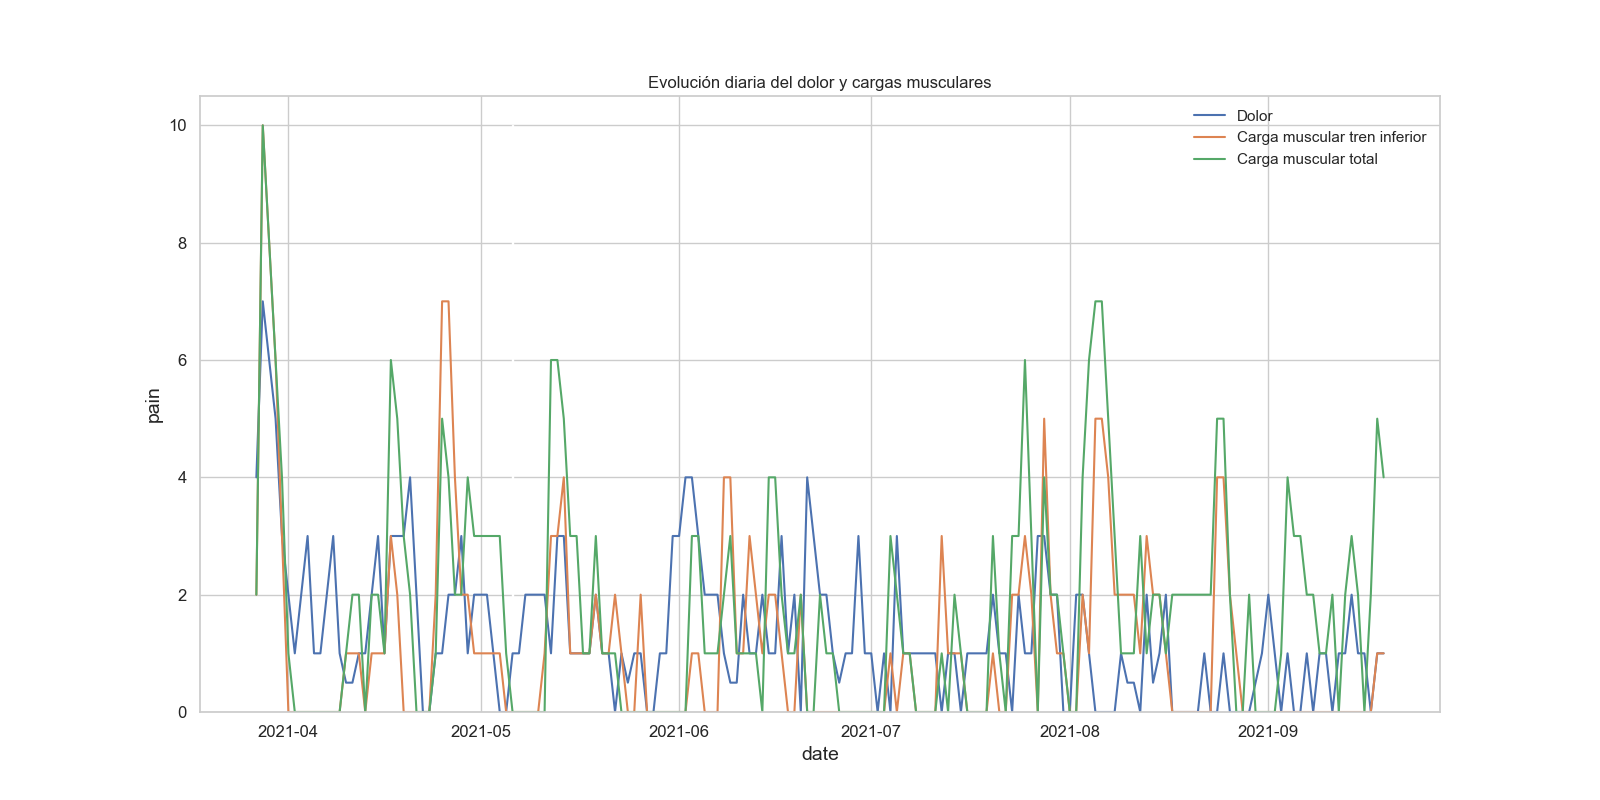 Evolución diaria del dolor y cargas musculares
Dolor
Carga muscular tren inferior
Carga muscular total
10
8
6
4
2
0
pain
2021-04
2021-05
2021-06
2021-07
2021-08
2021-09
date